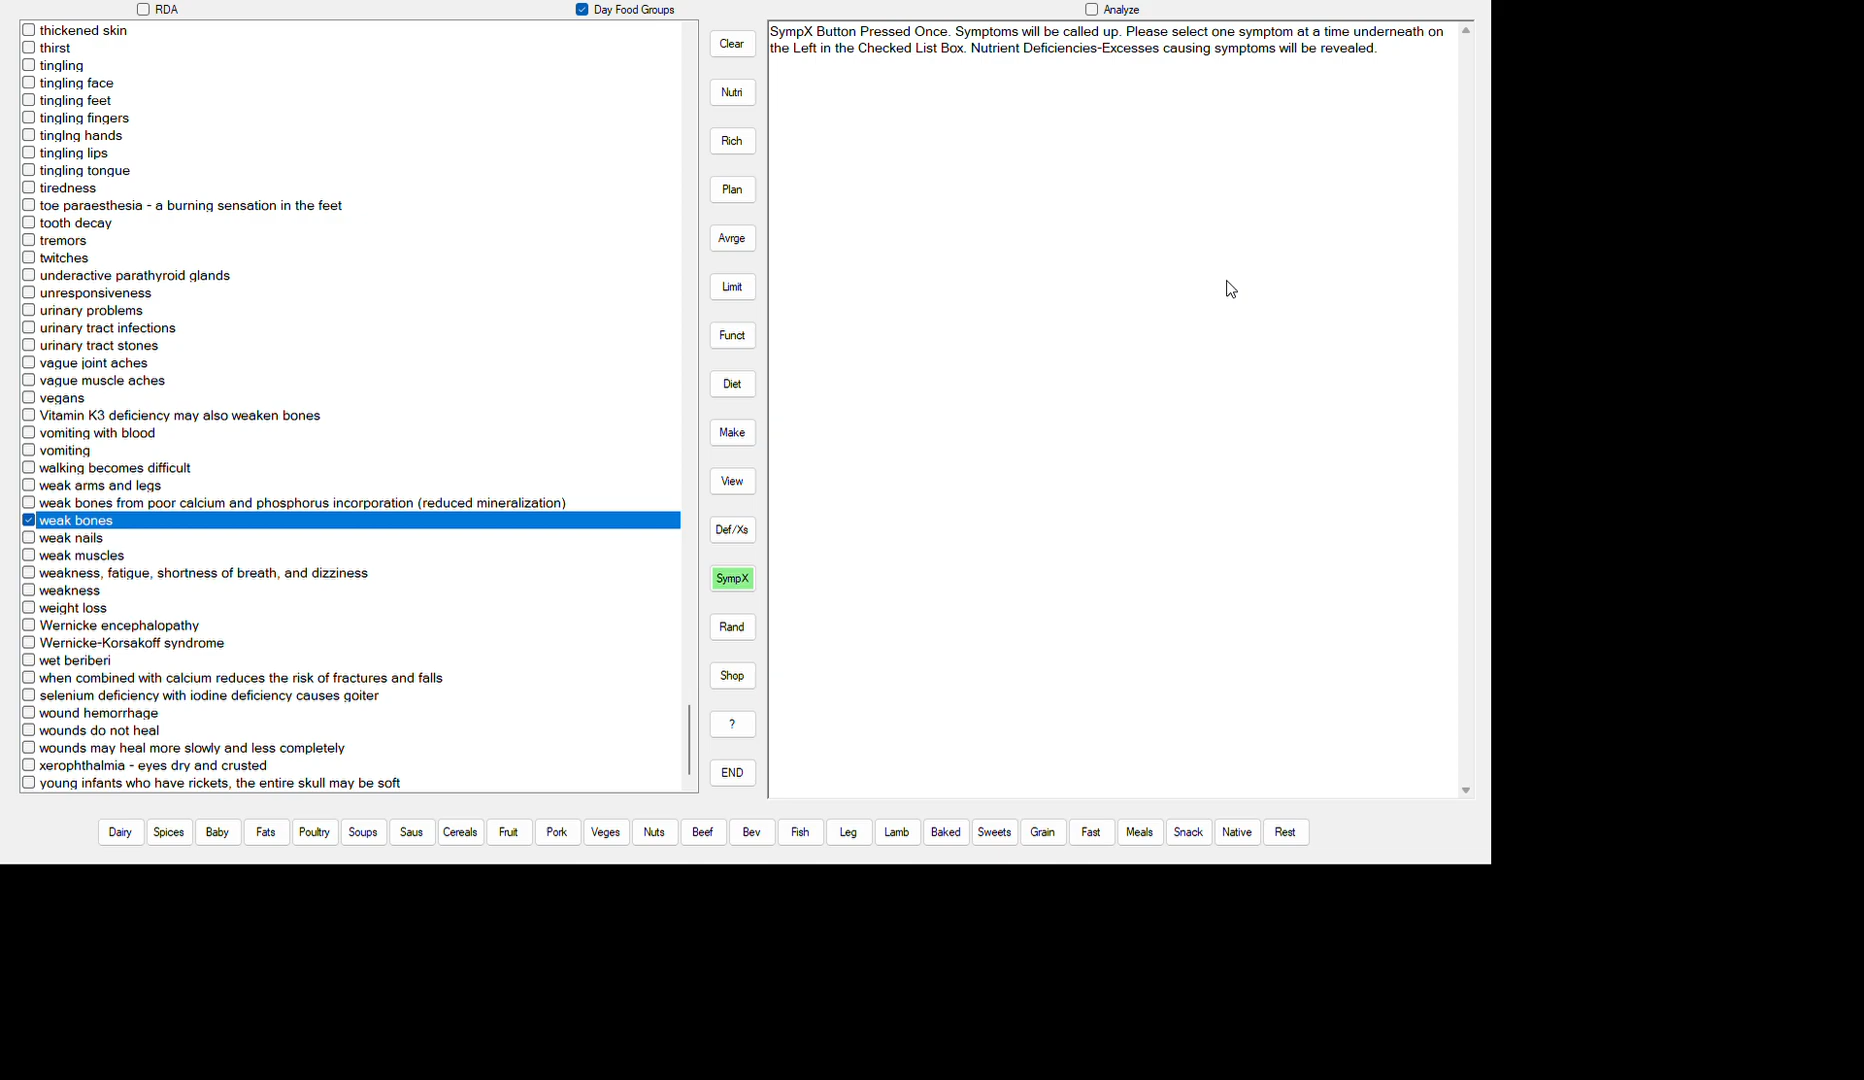 RDA
Day Food Groups
Analyze
thickened skin
thirst
tingling
tingling face
tingling feet
tingling fingers
tinglng hands
tingling lips
tingling tongue
tiredness
toe paraesthesia - a burning sensation in the feet
tooth decay
tremors
twitches
underactive parathyroid glands
unresponsiveness
urinary problems
urinary tract infections
urinary tract stones
vague joint aches
vague muscle aches
vegans
Vitamin K3 deficiency may also weaken bones
vomiting with blood
vomiting
walking becomes difficult
weak arms and legs
weak bones from poor calcium and phosphorus incorporation (reduced mineralization)
weak bones
weak nails
weak muscles
weakness, fatigue, shortness of breath, and dizziness
weakness
weight loss
Wernicke encephalopathy
Wernicke-Korsakoff syndrome
wet beriberi
when combined with calcium reduces the risk of fractures and falls
selenium deficiency with iodine deficiency causes goiter
wound hemorrhage
wounds do not heal
wounds may heal more slowly and less completely
xerophthalmia - eyes dry and crusted
young infants who have rickets, the entire skull may be soft
Clear
Nutri
Rich
Plan
Avrge
Limit
Funct
Diet
Make
View
Def/Xs
SympX
Rand
Shop
?
END
SympX Button Pressed Once. Symptoms will be called up. Please select one symptom at a time underneath on
the Left in the Checked List Box. Nutrient Deficiencies-Excesses causing symptoms will be revealed.
Dairy Spices Baby Fats Poultry Soups Saus Cereals Fruit Pork Veges Nuts Beef Bev Fish Leg Lamb Baked Sweets Grain Fast Meals Snack Native Rest